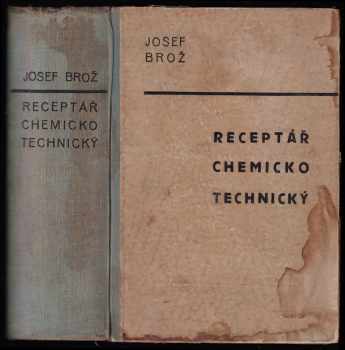 JOSEF BROŽ
RECEPTÁŘ
CHEMICKO
TECHNICKÝ
JOSEF
BROŽ
RECEPTÁŘ
CHEMICKO
TECHNICKÝ